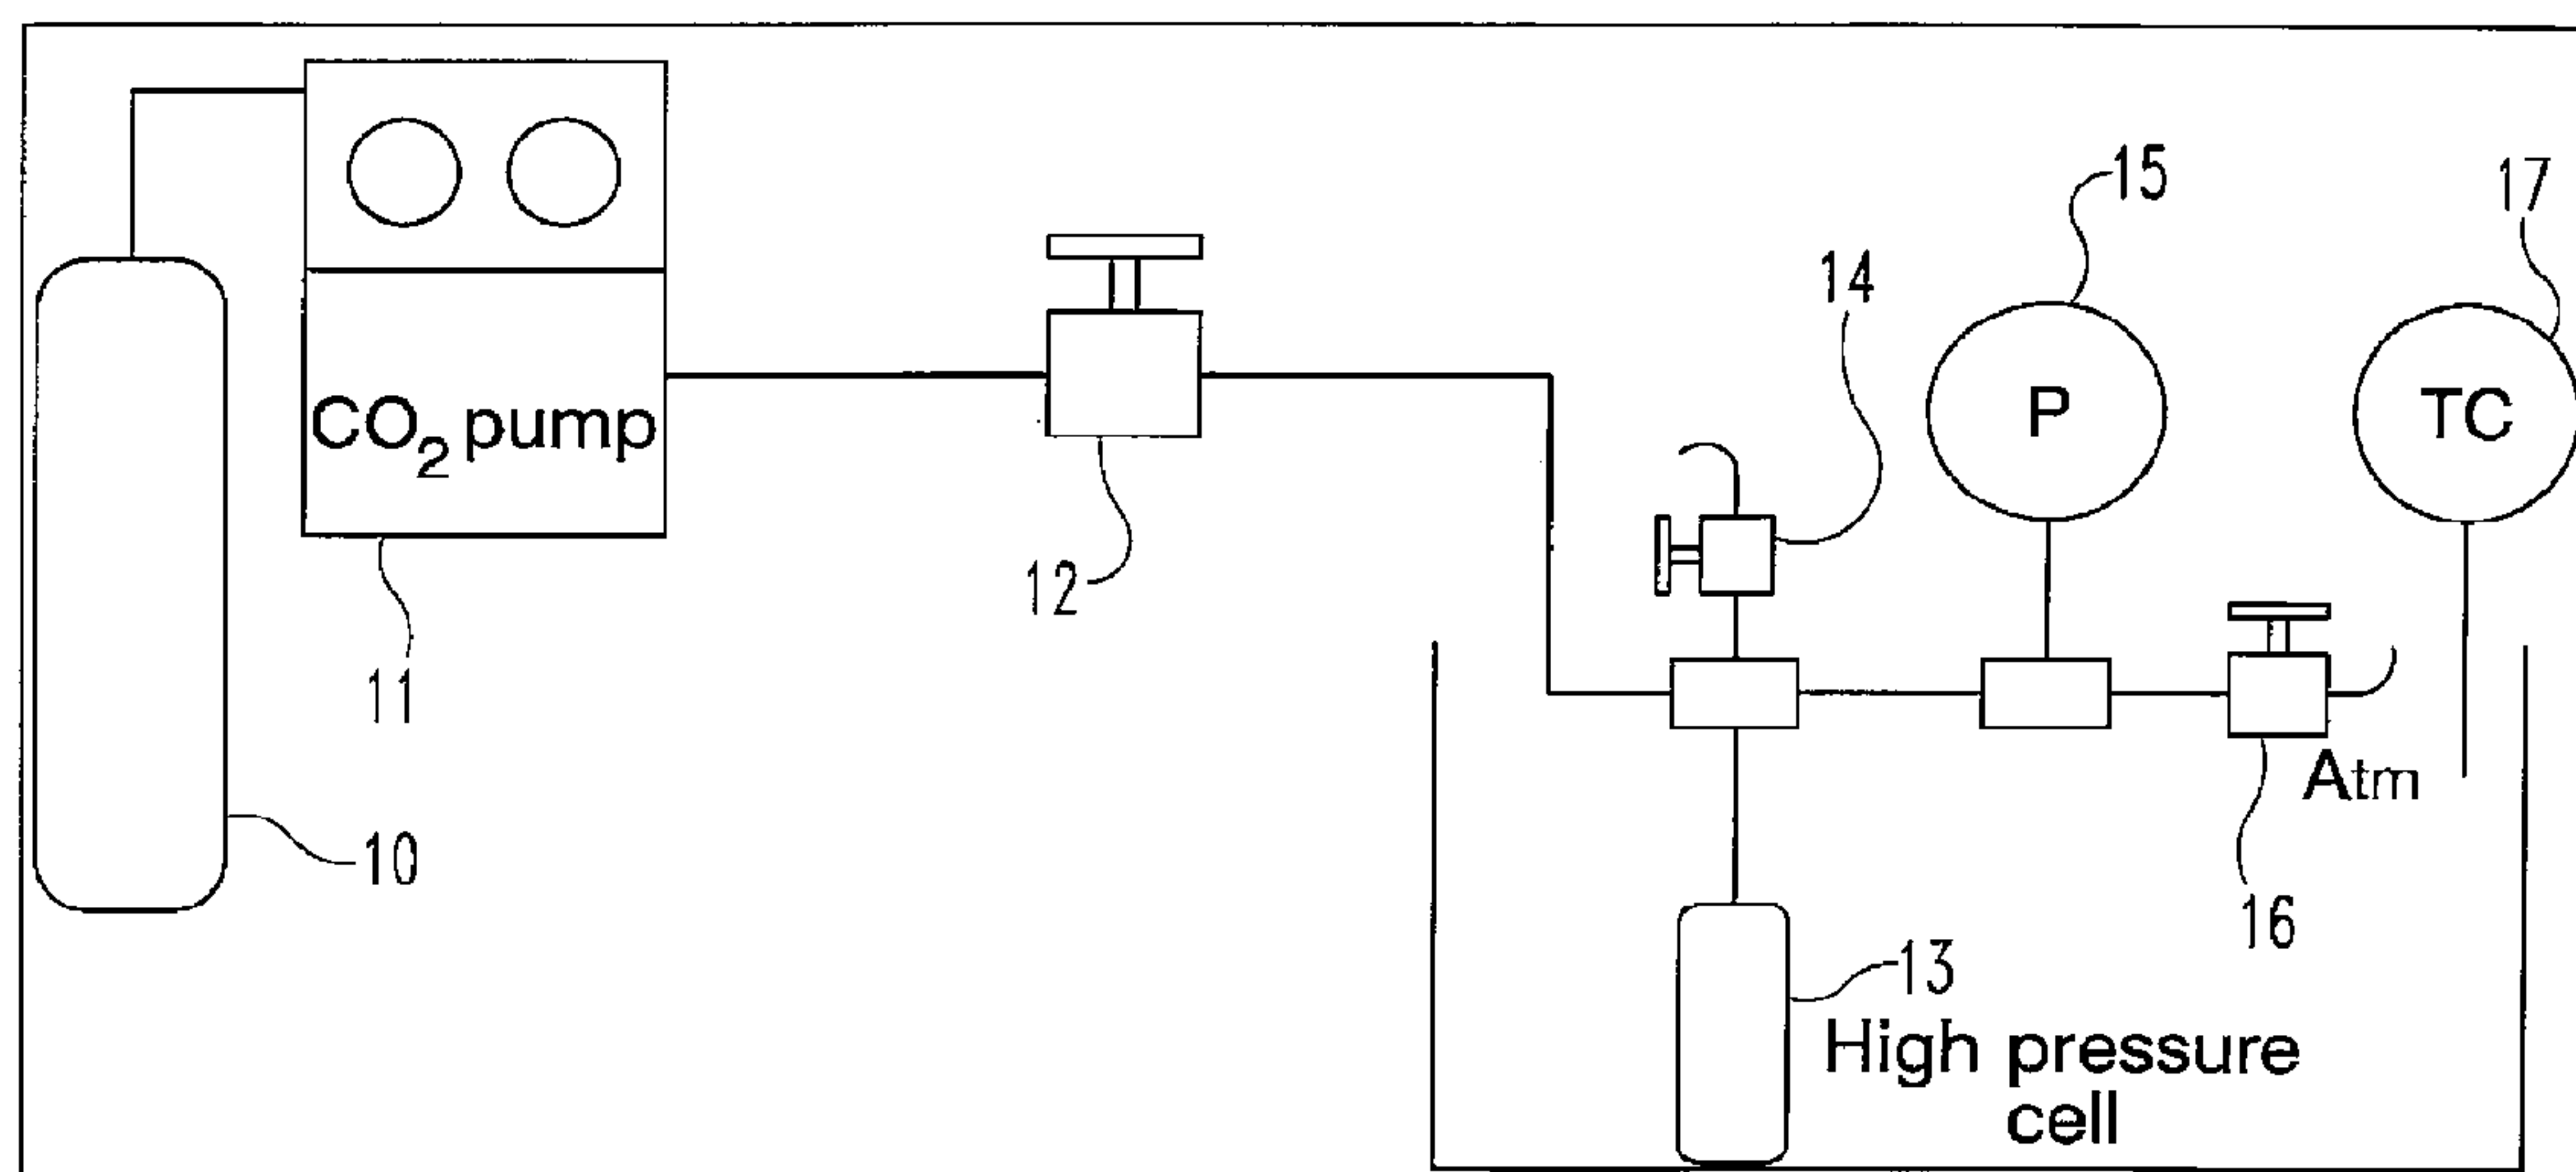 15
17
14
CO₂ pump
P
TC
12
11
Atm
10
16
13
High pressure
cell